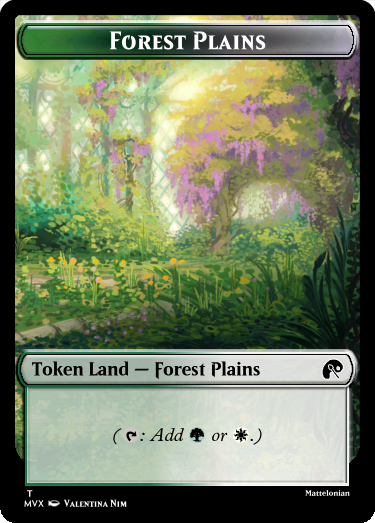 Forest Plains
Token Land — Forest Plains
( : Add or .)
T
MVX Valentina Nim
Mattelonian